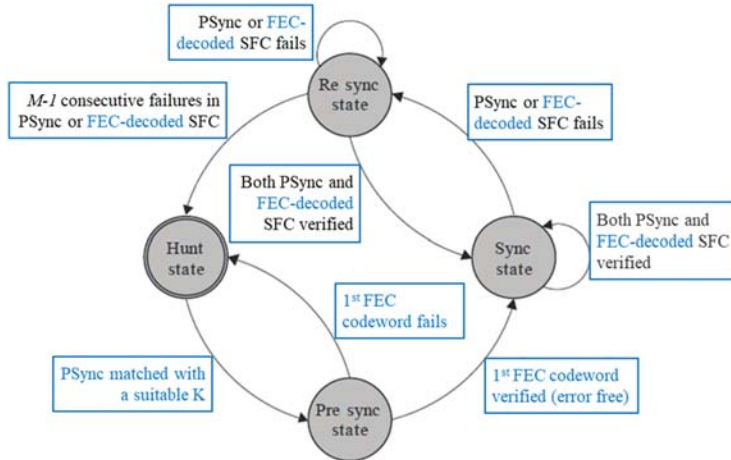 PSync or FEC-
decoded SFC fails
Re sync
state
M-1 consecutive failures in
PSync or FEC-decoded SFC
PSync or FEC-
decoded SFC fails
Both PSync and
FEC-decoded
SFC verified
Hunt
state
Sync
state
Both PSync and
FEC-decoded SFC
verified
1st FEC
codeword fails
PSync matched with
a suitable K
Pre sync
state
1st FEC codeword
verified (error free)